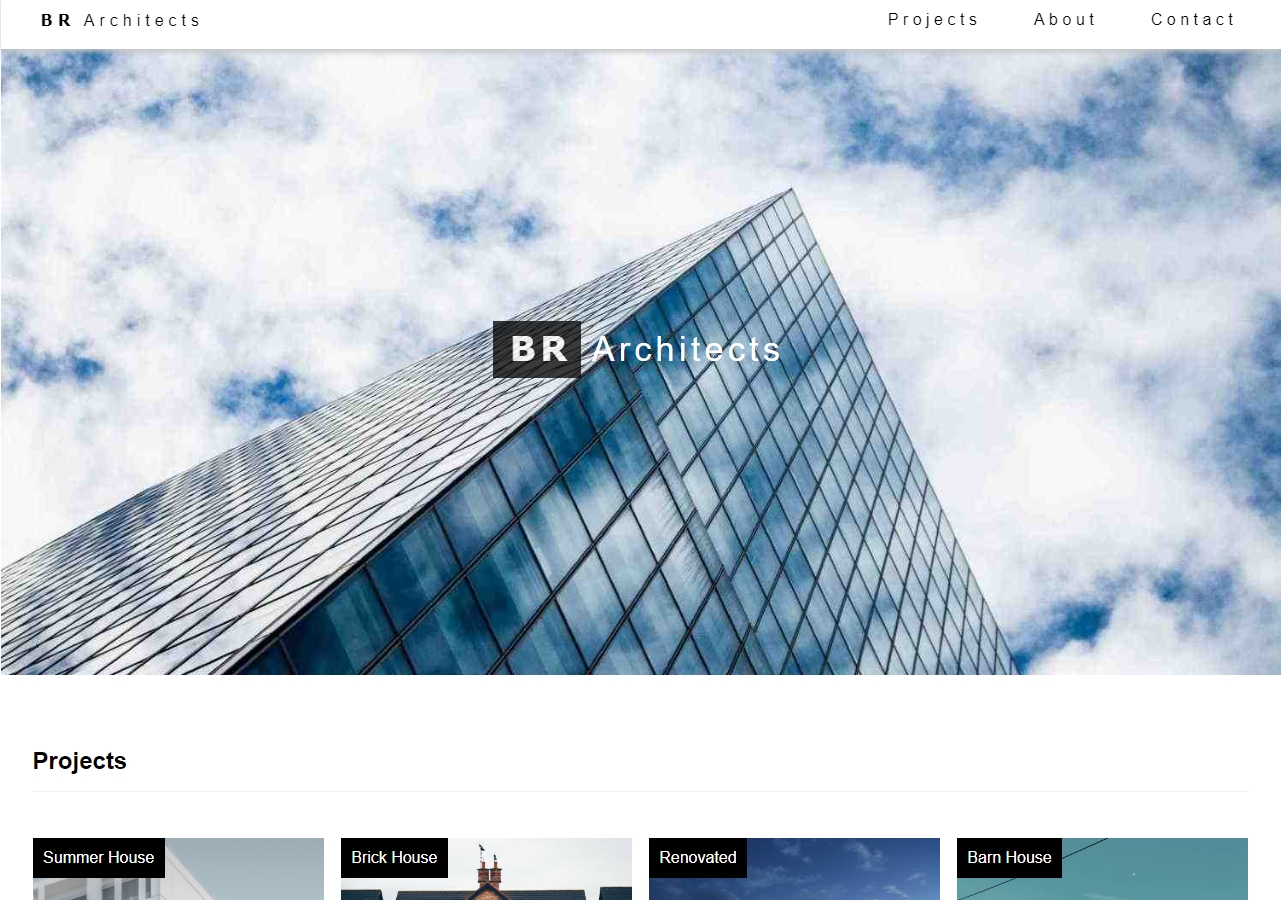 BR Architects
Projects About Contact
BR Architects
Projects
Summer House
Brick House
Renovated
Barn House